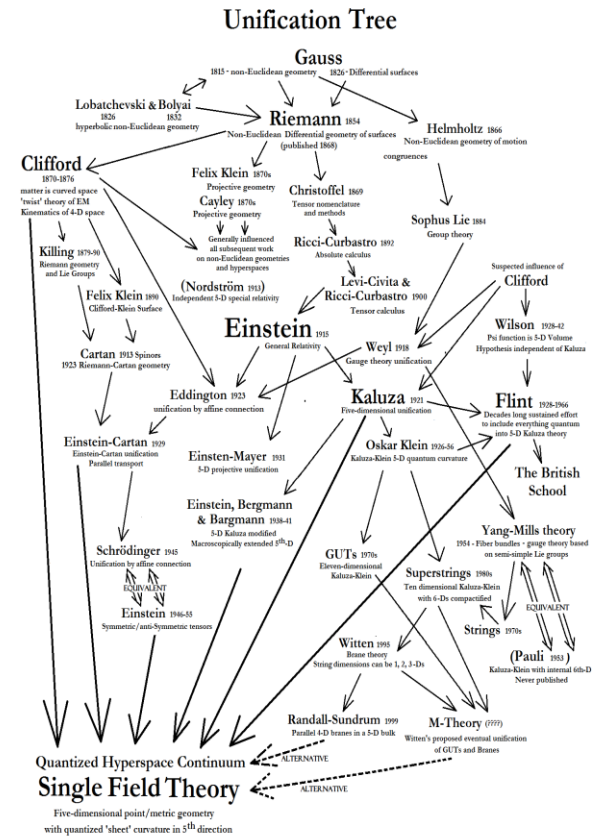 Unification Tree
Gauss
1815 - non-Euclidean geometry 1826 - Differential surfaces
Lobatchevski & Bolyai
1826 1832
hyperbolic non-Euclidean geometry
Riemann 1854
Non-Euclidean Differential geometry of surfaces
(published 1868)
Helmholtz 1866
Non-Euclidean geometry of motion
congruences
Clifford
1870-1876
matter is curved space
'twist' theory of EM
Kinematics of 4-D space
Felix Klein 1870s
Projective geometry
Cayley 1870s
Projective geometry
Christoffel 1869
Tensor nomenclature
and methods
Sophus Lie 1884
Group theory
Generally influenced
all subsequent work
on non-Euclidean geometries
and hyperspaces
Ricci-Curbastro 1892
Absolute calculus
Killing 1879-90
Riemann geometry
and Lie Groups
Felix Klein 1890
Clifford-Klein Surface
(Nordström 1913)
Independent 5-D special relativity
Levi-Civita &
Ricci-Curbastro 1900
Tensor calculus
Suspected influence of
Clifford
Einstein 1915
General Relativity
Weyl 1918
Gauge theory unification
Wilson 1928-42
Psi function is 5-D Volume
Hypothesis independent of Kaluza
Cartan 1913 Spinors
1923 Riemann-Cartan geometry
Eddington 1923
unification by affine connection
Kaluza 1921
Five-dimensional unification
Flint 1928-1966
Decades long sustained effort
to include everything quantum
into 5-D Kaluza theory
Einstein-Cartan 1929
Einstein-Cartan unification
Parallel transport
Einsten-Mayer 1931
5-D projective unification
Oskar Klein 1926-56
Kaluza-Klein 5-D quantum curvature
The British
School
Einstein, Bergmann
& Bargmann 1938-41
5-D Kaluza modified
Macroscopically extended 5th-D
Yang-Mills theory
1954 - Fiber bundles - gauge theory based
on semi-simple Lie groups
Schrödinger 1945
Unification by affine connection
EQUIVALENT
Einstein 1946-55
Symmetric/anti-Symmetric tensors
GUTs 1970s
Eleven-dimensional
Kaluza-Klein
Superstrings 1980s
Ten dimensional Kaluza-Klein
with 6-Ds compactified
EQUIVALENT
Strings 1970s
Witten 1995
Brane theory
String dimensions can be 1, 2, 3 -Ds
(Pauli 1953 )
Kaluza-Klein with internal 6th-D
Never published
Randall-Sundrum 1999
Parallel 4-D branes in a 5-D bulk
M-Theory (????)
Witten's proposed eventual unification
of GUTs and Branes
Quantized Hyperspace Continuum
ALTERNATIVE
Single Field Theory
ALTERNATIVE
Five-dimensional point/metric geometry
with quantized 'sheet' curvature in 5th direction